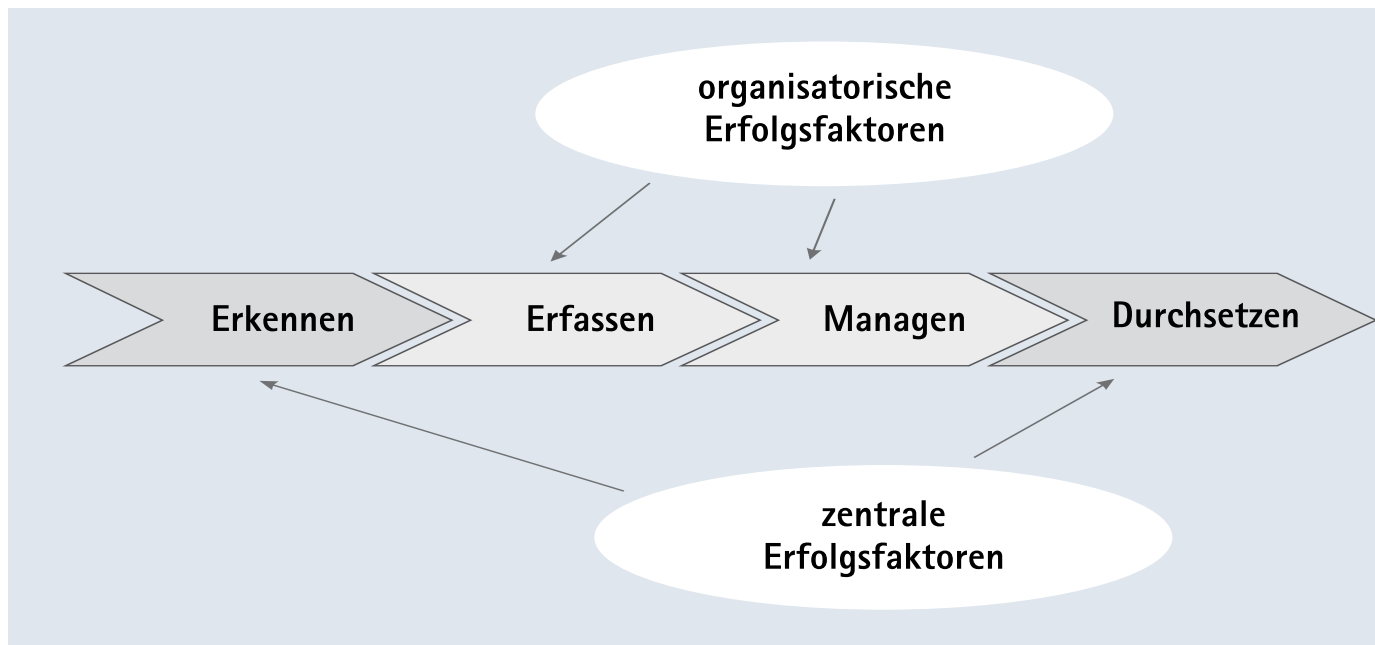 organisatorische
Erfolgsfaktoren
Erkennen
Erfassen
Managen
Durchsetzen
zentrale
Erfolgsfaktoren